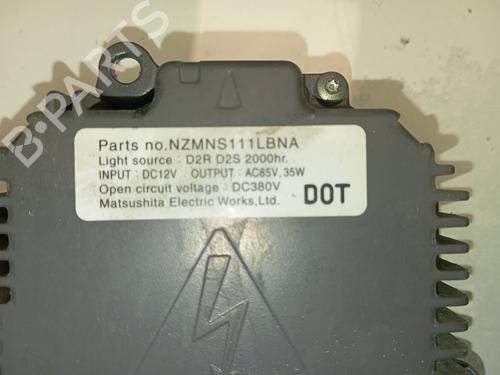 B-PARTS
Parts no.NZMNS111LBNA
Light source : D2R D2S 2000hr.
INPUT : DC12V OUTPUT : AC85V, 35W
Open circuit voltage : DC380V
Matsushita Electric Works,Ltd. DOT